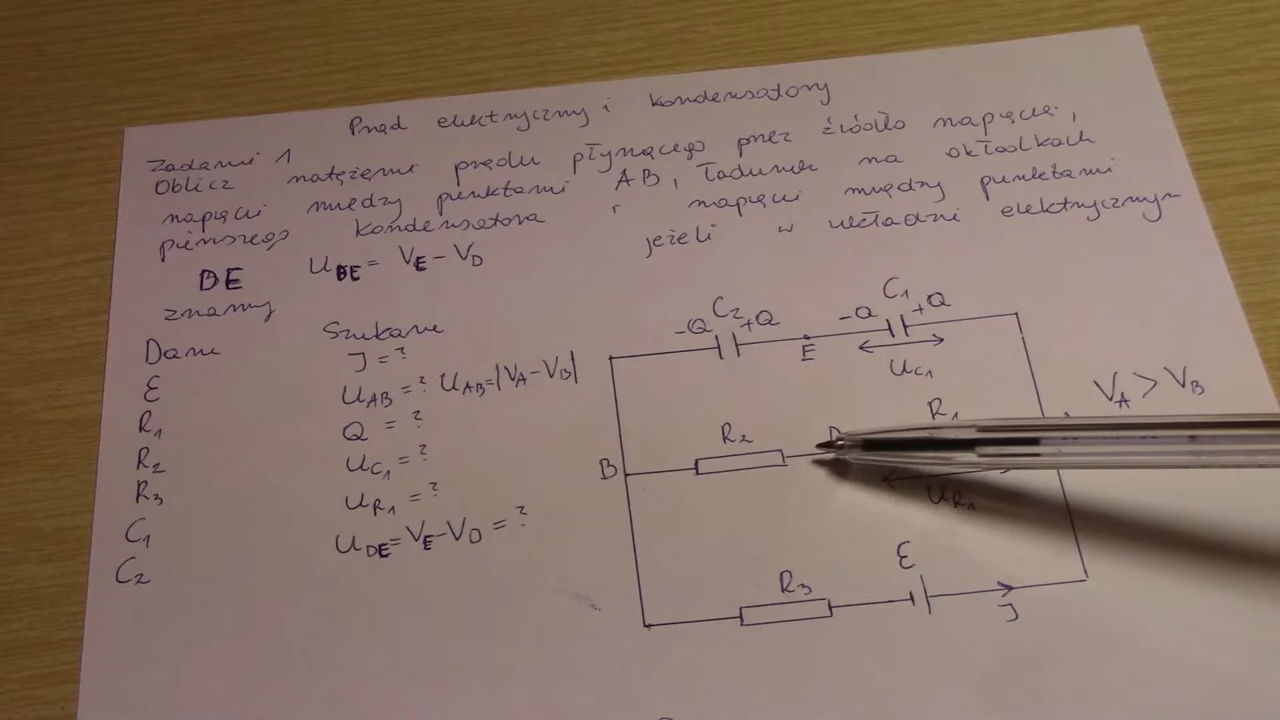 Prąd elektryczny i kondensatory
Zadanie 1
Oblicz natężenie prądu płynącego przez źródło napięcia,
napięcie między punktami AB, ładunek na okładkach
pierwszego kondensatora i napięcie między punktami
DE U_DE = V_E - V_D jeżeli w układzie elektrycznym
znamy
Dane Szukane
ε J = ?
R₁ U_AB = ? U_AB = |V_A - V_B|
R₂ Q = ?
R₃ U_C₁ = ?
C₁ U_R₁ = ?
C₂ U_DE = V_E - V_D = ?
C₂ C₁
-Q +Q -Q +Q
E
U_C₁
V_A > V_B
R₂ R₁
B D
U_R₁
R₃ ε
J